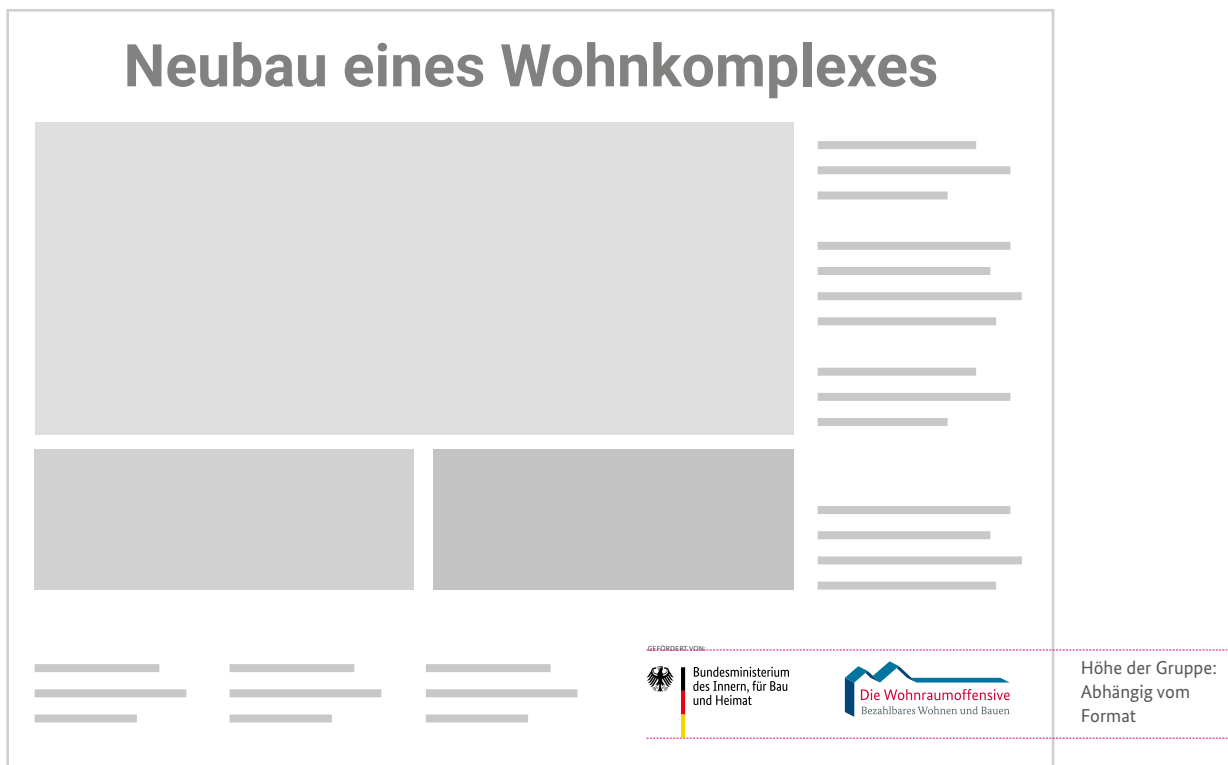 Neubau eines Wohnkomplexes
GEFÖRDERT VON:
Bundesministerium
des Innern, für Bau
und Heimat
Die Wohnraumoffensive
Bezahlbares Wohnen und Bauen
Höhe der Gruppe:
Abhängig vom
Format